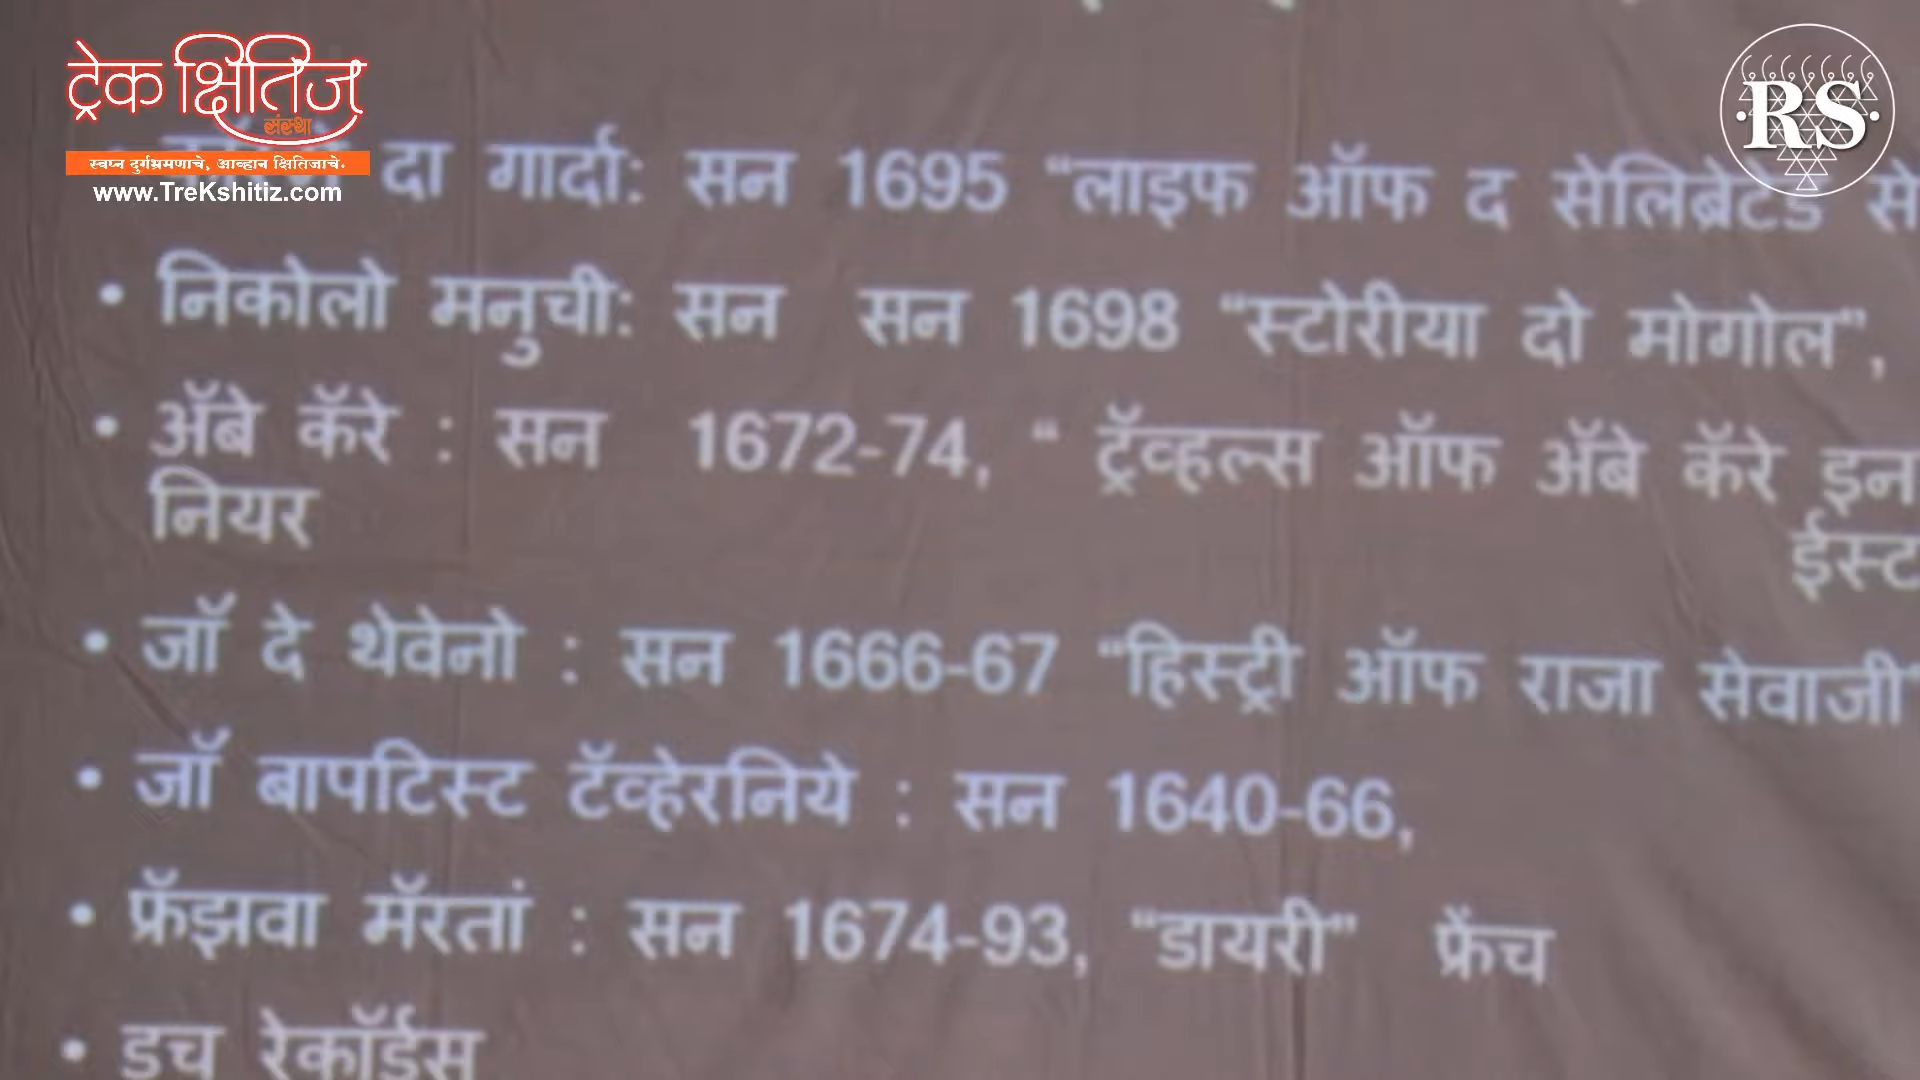 ट्रेक क्षितिज
संस्था
स्वप्न दुर्गभ्रमणाचे, आव्हान क्षितिजाचे.
www.TreKshitiz.com
RS
दा गार्दा: सन 1695 “लाइफ ऑफ द सेलिब्रेटेड से
• निकोलो मनुची: सन सन 1698 “स्टोरीया दो मोगोल”,
• ॲबे कॅरे : सन 1672-74, “ ट्रॅव्हल्स ऑफ ॲबे कॅरे इन
नियर
ईस्ट
• जॉ दे थेवेनो : सन 1666-67 “हिस्ट्री ऑफ राजा सेवाजी”
• जॉ बापटिस्ट टॅव्हेरनिये : सन 1640-66,
• फ्रॅझवा मॅरतां : सन 1674-93, “डायरी” फ्रेंच
• डच रेकॉर्डस